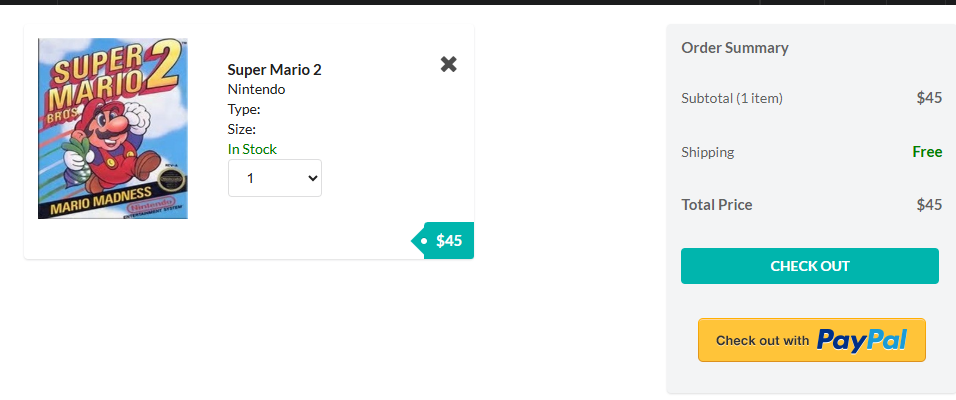 SUPER
MARIO 2
BROS.
MARIO MADNESS
Nintendo
ENTERTAINMENT SYSTEM
Super Mario 2
Nintendo
Type:
Size:
In Stock
1
$45
Order Summary
Subtotal (1 item) $45
Shipping Free
Total Price $45
CHECK OUT
Check out with PayPal